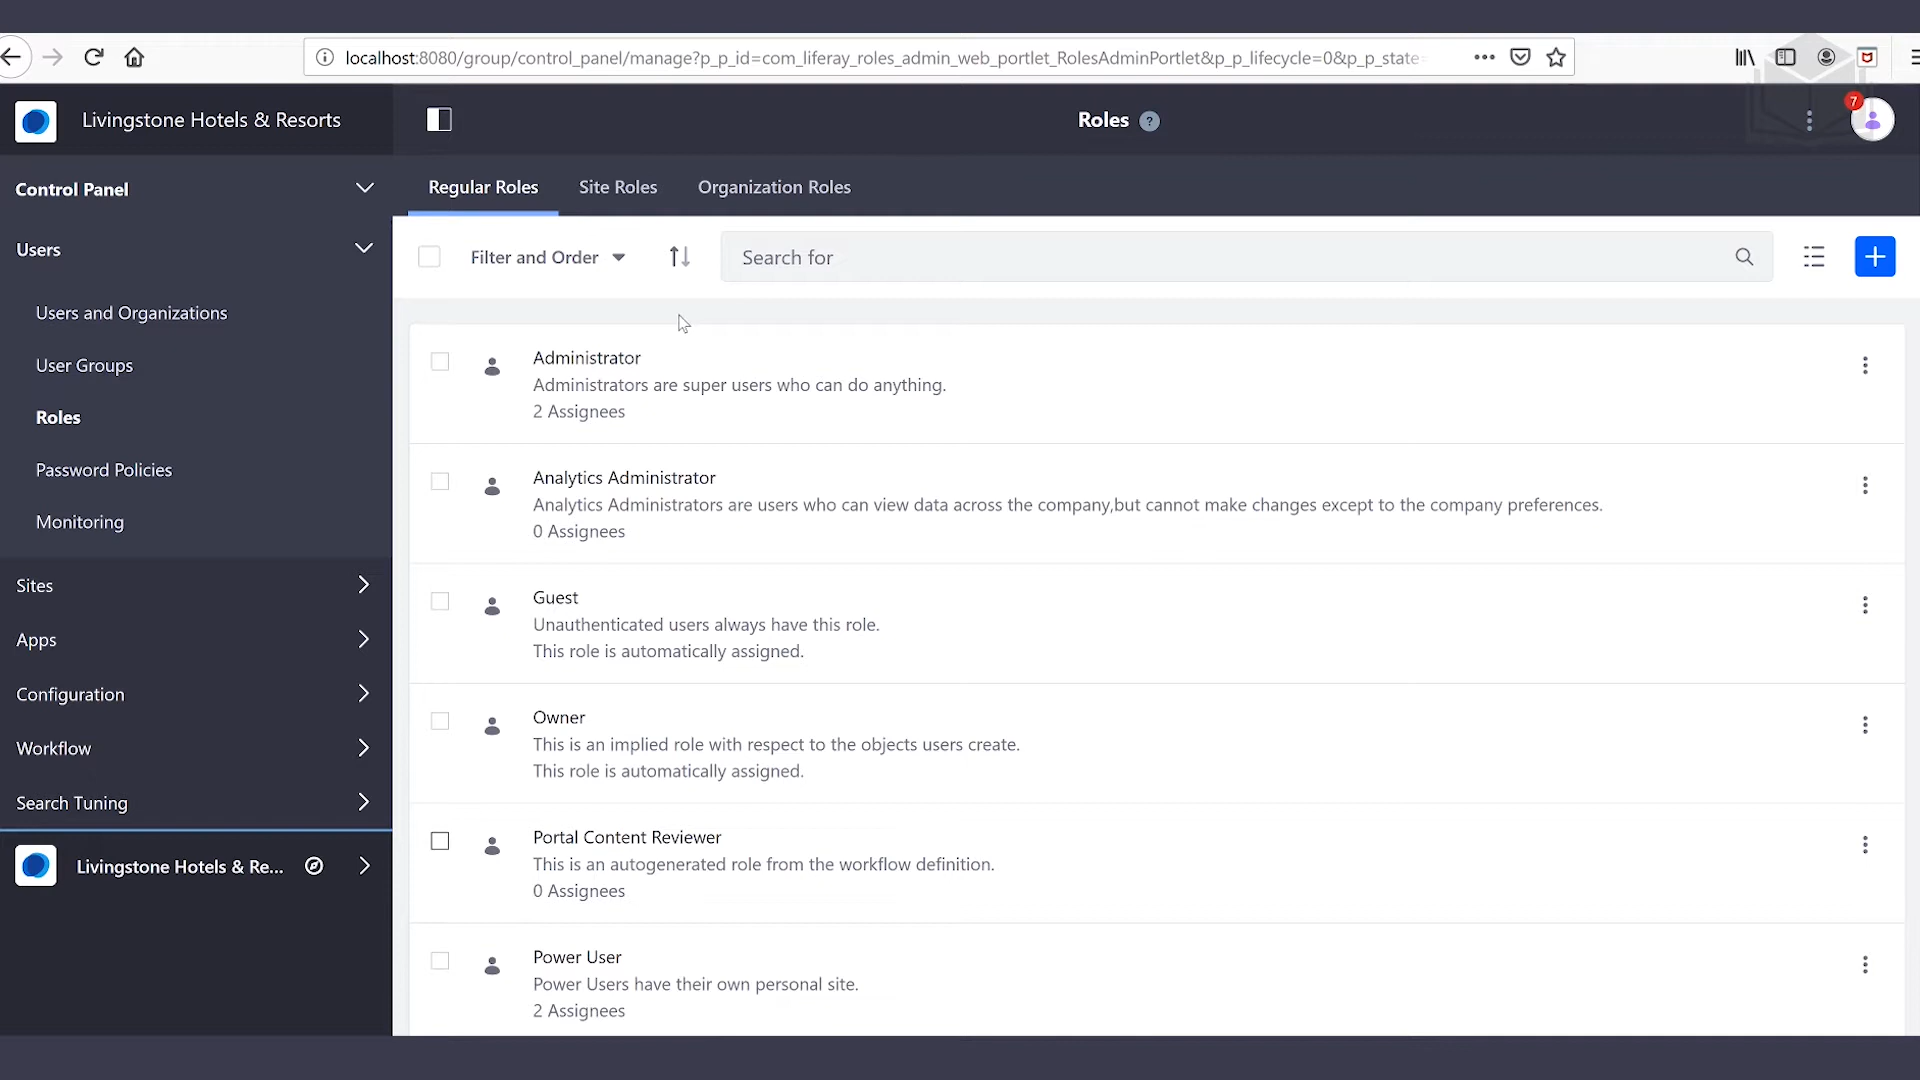 localhost:8080/group/control_panel/manage?p_p_id=com_liferay_roles_admin_web_portlet_RolesAdminPortlet&p_p_lifecycle=0&p_p_state=
Livingstone Hotels & Resorts
Roles ?
7
Control Panel
Regular Roles
Site Roles
Organization Roles
Users
Filter and Order
Search for
Users and Organizations
User Groups
Roles
Password Policies
Monitoring
Sites
Apps
Configuration
Workflow
Search Tuning
Livingstone Hotels & Re...
Administrator
Administrators are super users who can do anything.
2 Assignees
Analytics Administrator
Analytics Administrators are users who can view data across the company,but cannot make changes except to the company preferences.
0 Assignees
Guest
Unauthenticated users always have this role.
This role is automatically assigned.
Owner
This is an implied role with respect to the objects users create.
This role is automatically assigned.
Portal Content Reviewer
This is an autogenerated role from the workflow definition.
0 Assignees
Power User
Power Users have their own personal site.
2 Assignees